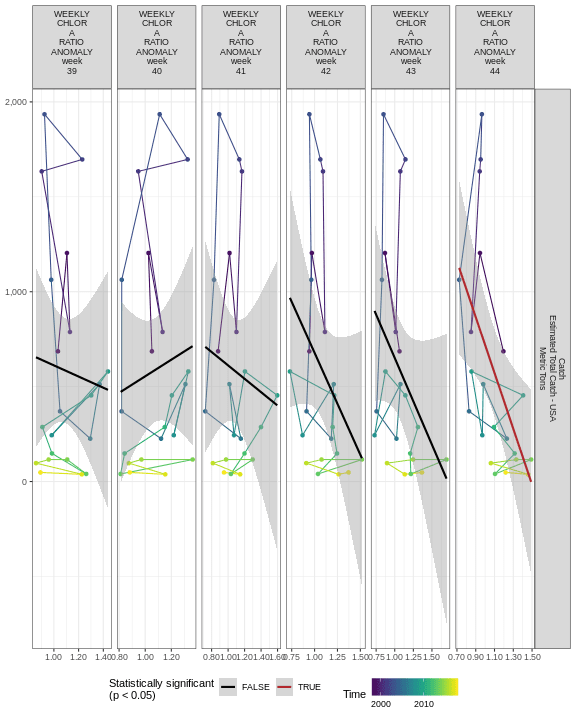 WEEKLY
CHLOR
A
RATIO
ANOMALY
week
39
WEEKLY
CHLOR
A
RATIO
ANOMALY
week
40
WEEKLY
CHLOR
A
RATIO
ANOMALY
week
41
WEEKLY
CHLOR
A
RATIO
ANOMALY
week
42
WEEKLY
CHLOR
A
RATIO
ANOMALY
week
43
WEEKLY
CHLOR
A
RATIO
ANOMALY
week
44
2,000
1,000
0
Catch
Estimated Total Catch - USA
Metric Tons
1.00 1.20 1.40
0.80 1.00 1.20
0.80 1.00 1.20 1.40 1.60
0.75 1.00 1.25 1.50
0.75 1.00 1.25 1.50
0.70 0.90 1.10 1.30 1.50
Statistically significant
(p < 0.05)
FALSE
TRUE
Time
2000 2010